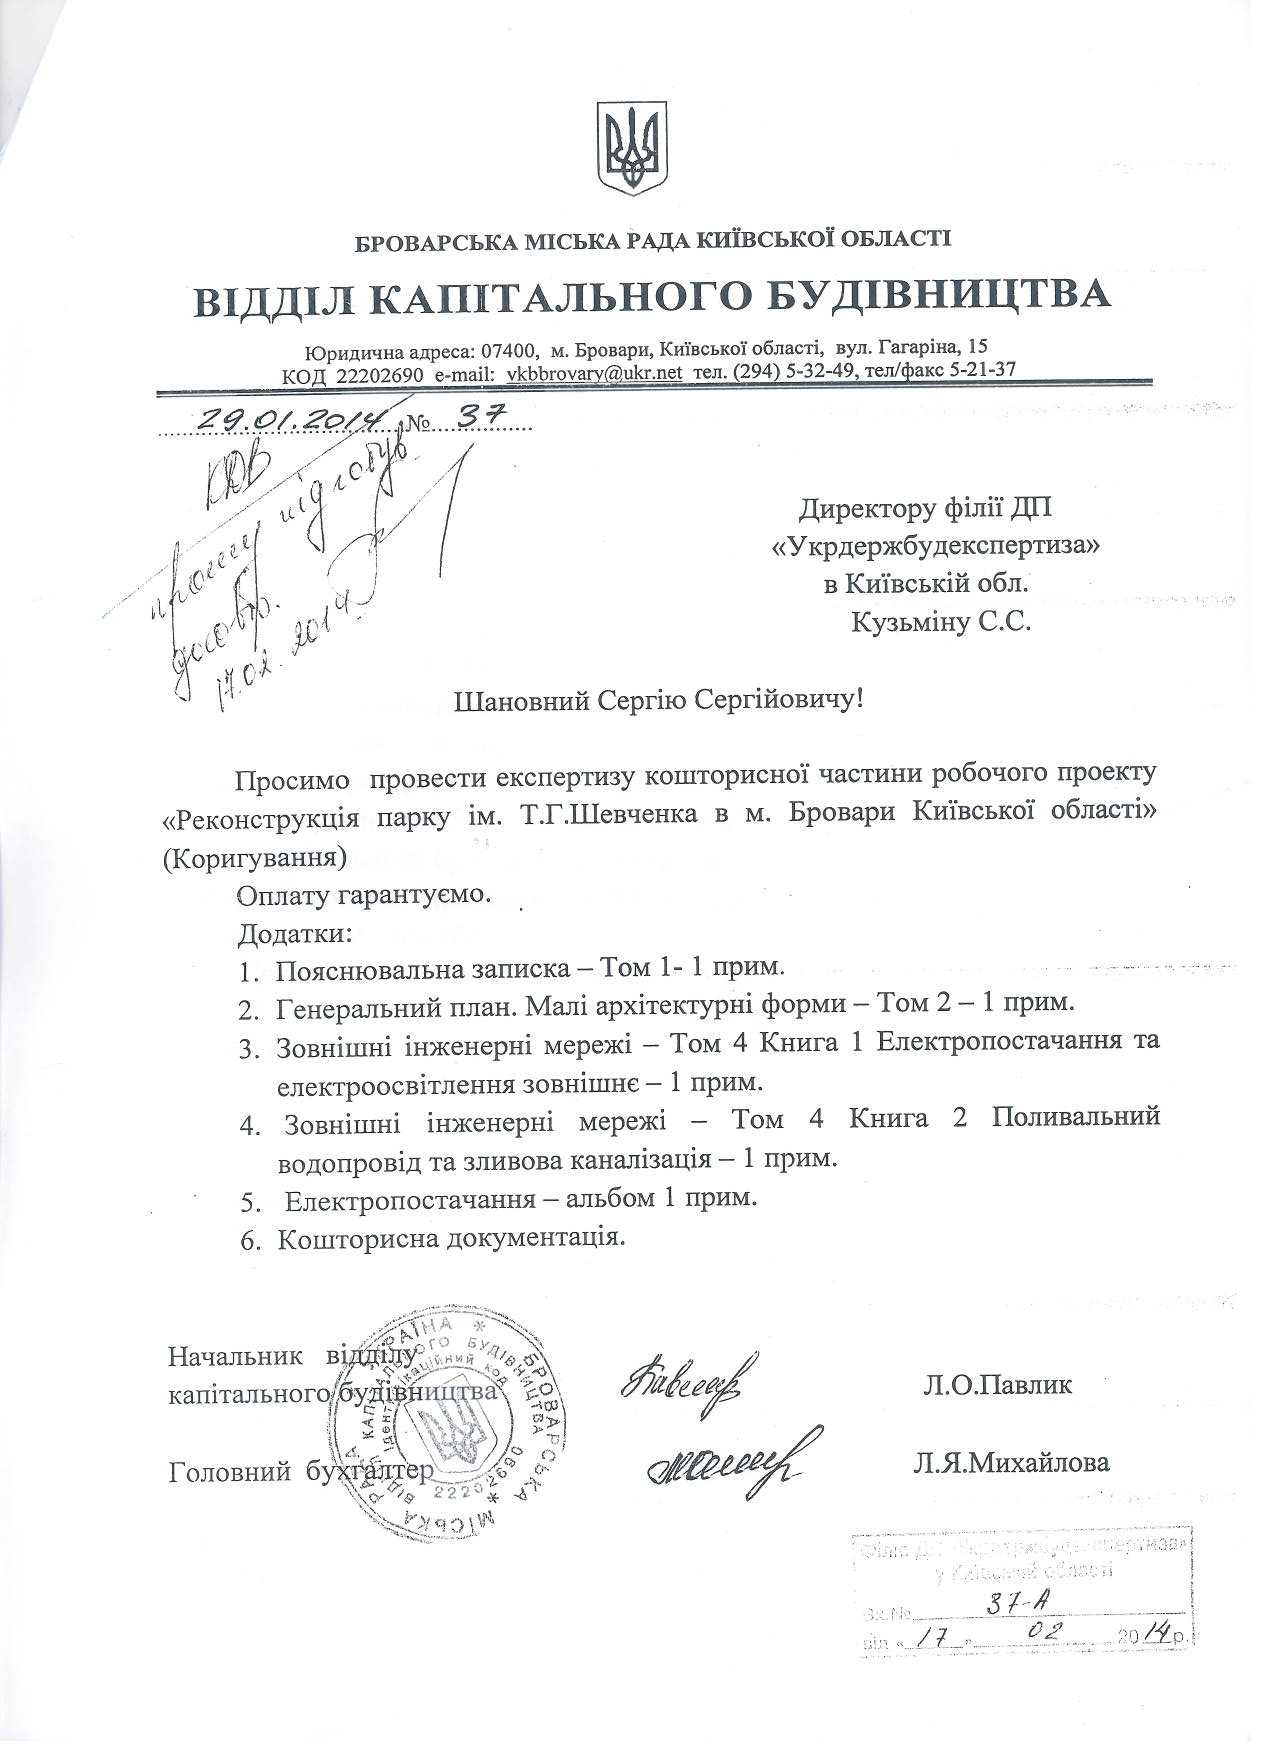 БРОВАРСЬКА МІСЬКА РАДА КИЇВСЬКОЇ ОБЛАСТІ
ВІДДІЛ КАПІТАЛЬНОГО БУДІВНИЦТВА
Юридична адреса: 07400, м. Бровари, Київської області, вул. Гагаріна, 15
КОД 22202690 e-mail: vkbbrovary@ukr.net тел. (294) 5-32-49, тел/факс 5-21-37
29.01.2014 № 37
прошу підготув.
договір.
17.02.2014
Директору філії ДП
«Укрдержбудекспертиза»
в Київській обл.
Кузьміну С.С.
Шановний Сергію Сергійовичу!
Просимо провести експертизу кошторисної частини робочого проекту
«Реконструкція парку ім. Т.Г.Шевченка в м. Бровари Київської області»
(Коригування)
Оплату гарантуємо.
Додатки:
1. Пояснювальна записка – Том 1- 1 прим.
2. Генеральний план. Малі архітектурні форми – Том 2 – 1 прим.
3. Зовнішні інженерні мережі – Том 4 Книга 1 Електропостачання та
електроосвітлення зовнішнє – 1 прим.
4. Зовнішні інженерні мережі – Том 4 Книга 2 Поливальний
водопровід та зливова каналізація – 1 прим.
5. Електропостачання – альбом 1 прим.
6. Кошторисна документація.
Начальник відділу
капітального будівництва Л.О.Павлик
Головний бухгалтер Л.Я.Михайлова
УКРАЇНА * БРОВАРСЬКА МІСЬКА РАДА
ВІДДІЛ КАПІТАЛЬНОГО БУДІВНИЦТВА *
Ідентифікаційний код 22202690
Філія ДП «Укрдержбудекспертиза»
у Київській області
Вх.№ 37-А
від « 17 » 02 2014 р.